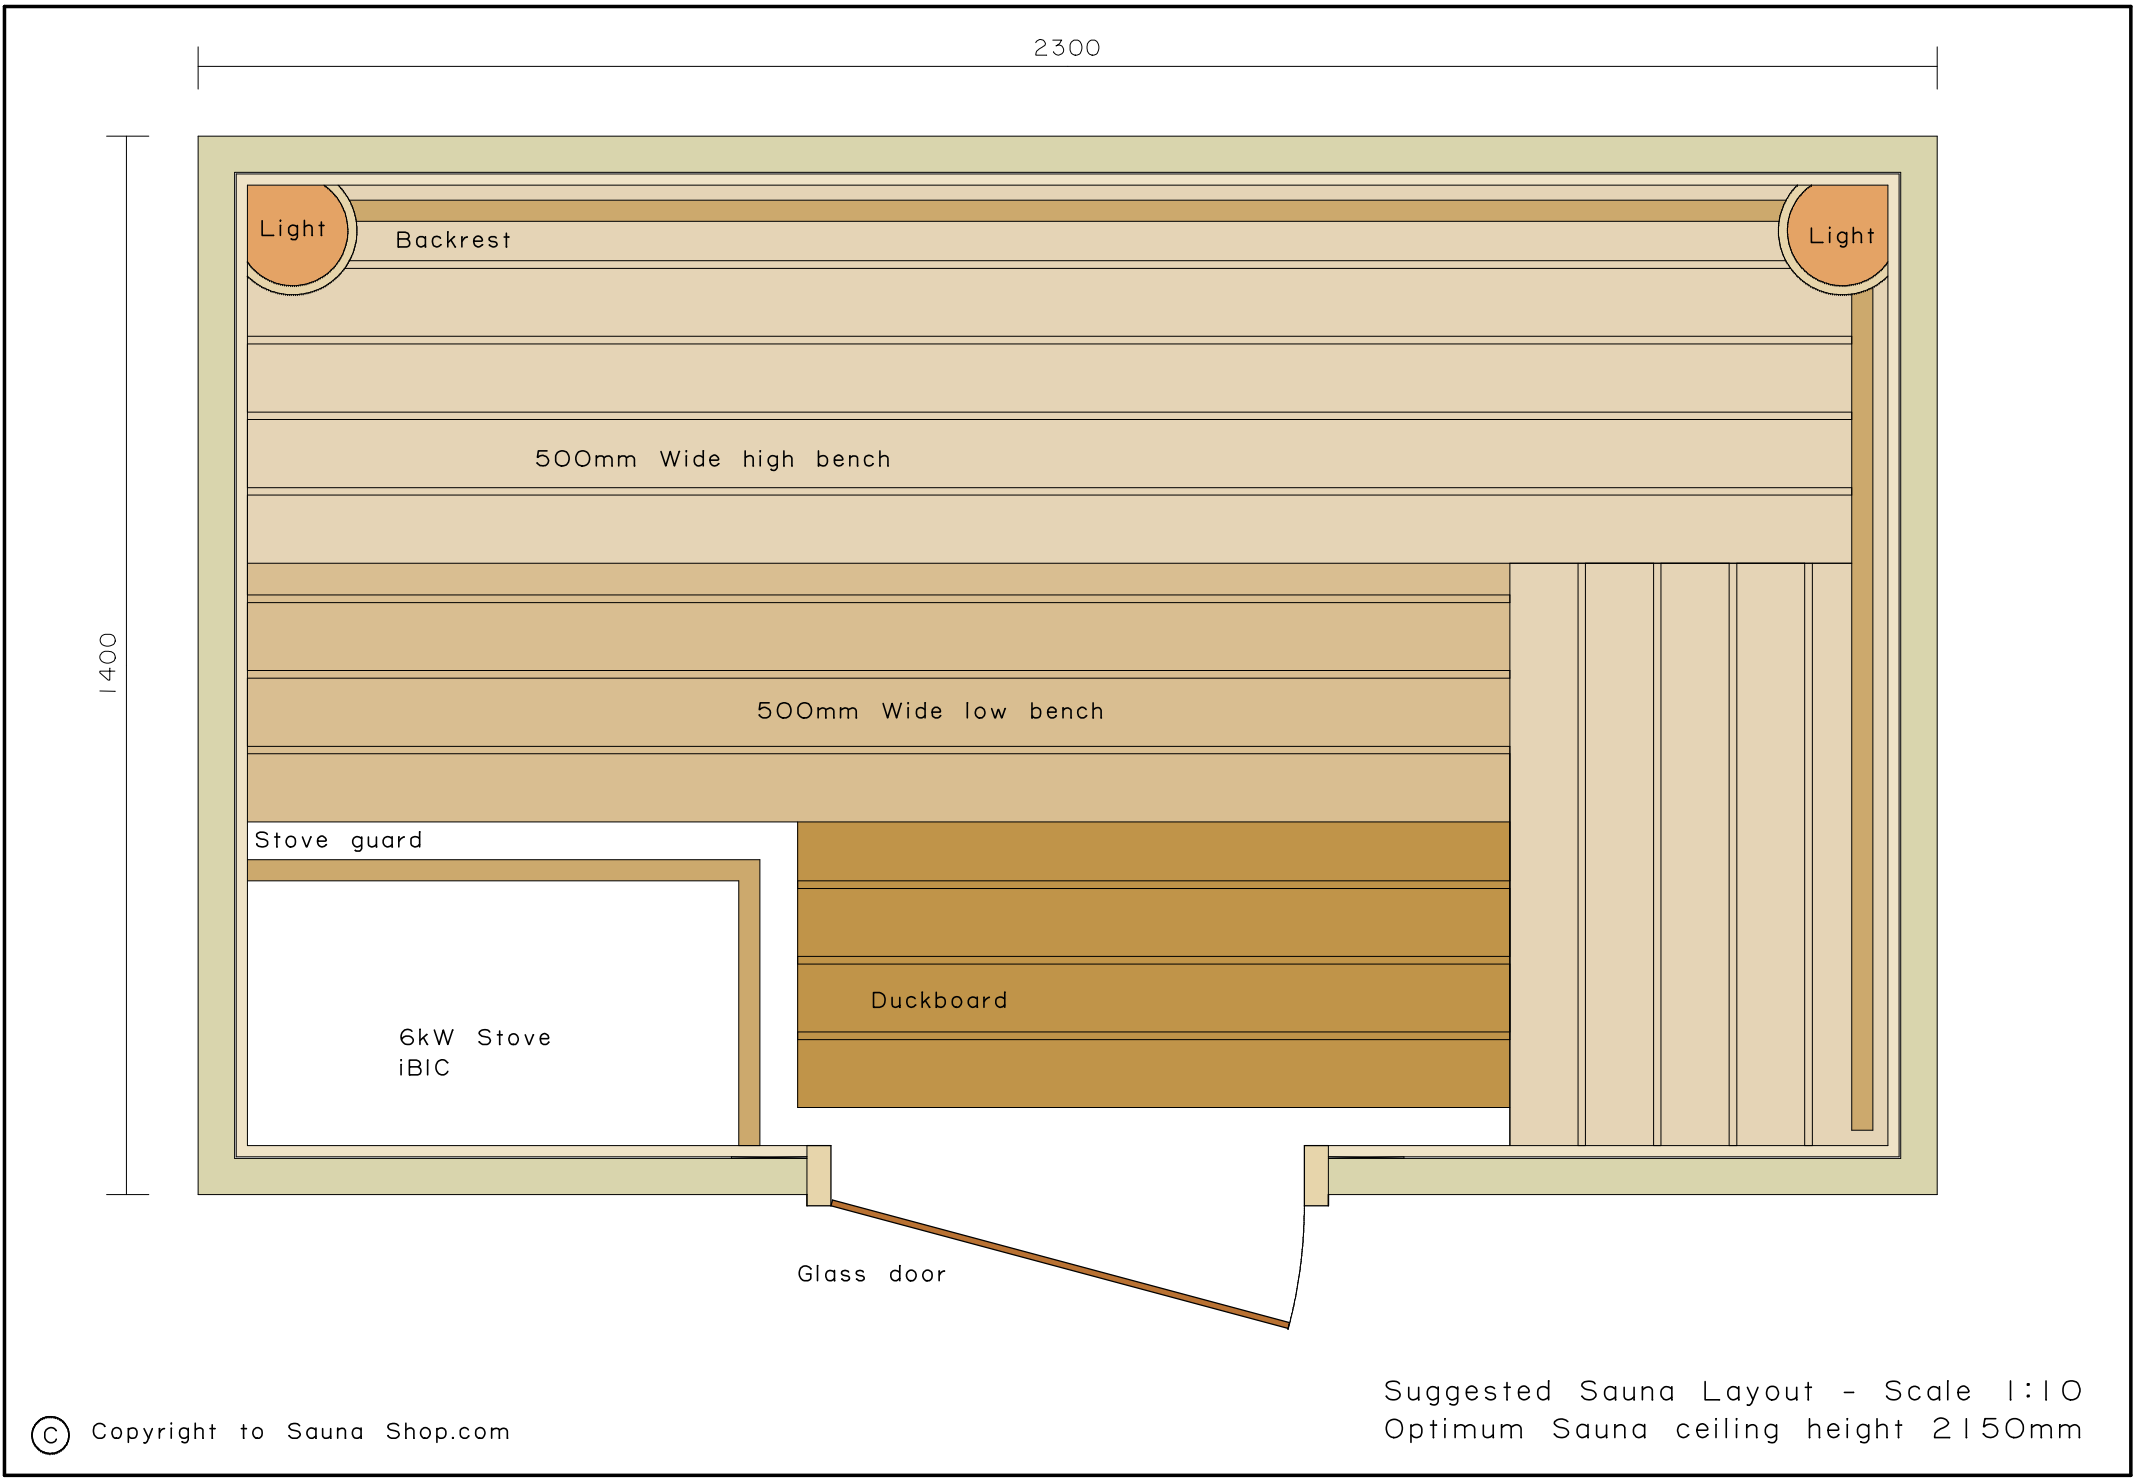 2300
Light
Backrest
Light
500mm Wide high bench
1400
500mm Wide low bench
Stove guard
Duckboard
6kW Stove
iBIC
Glass door
Suggested Sauna Layout - Scale 1:10
Optimum Sauna ceiling height 2150mm
© Copyright to Sauna Shop.com